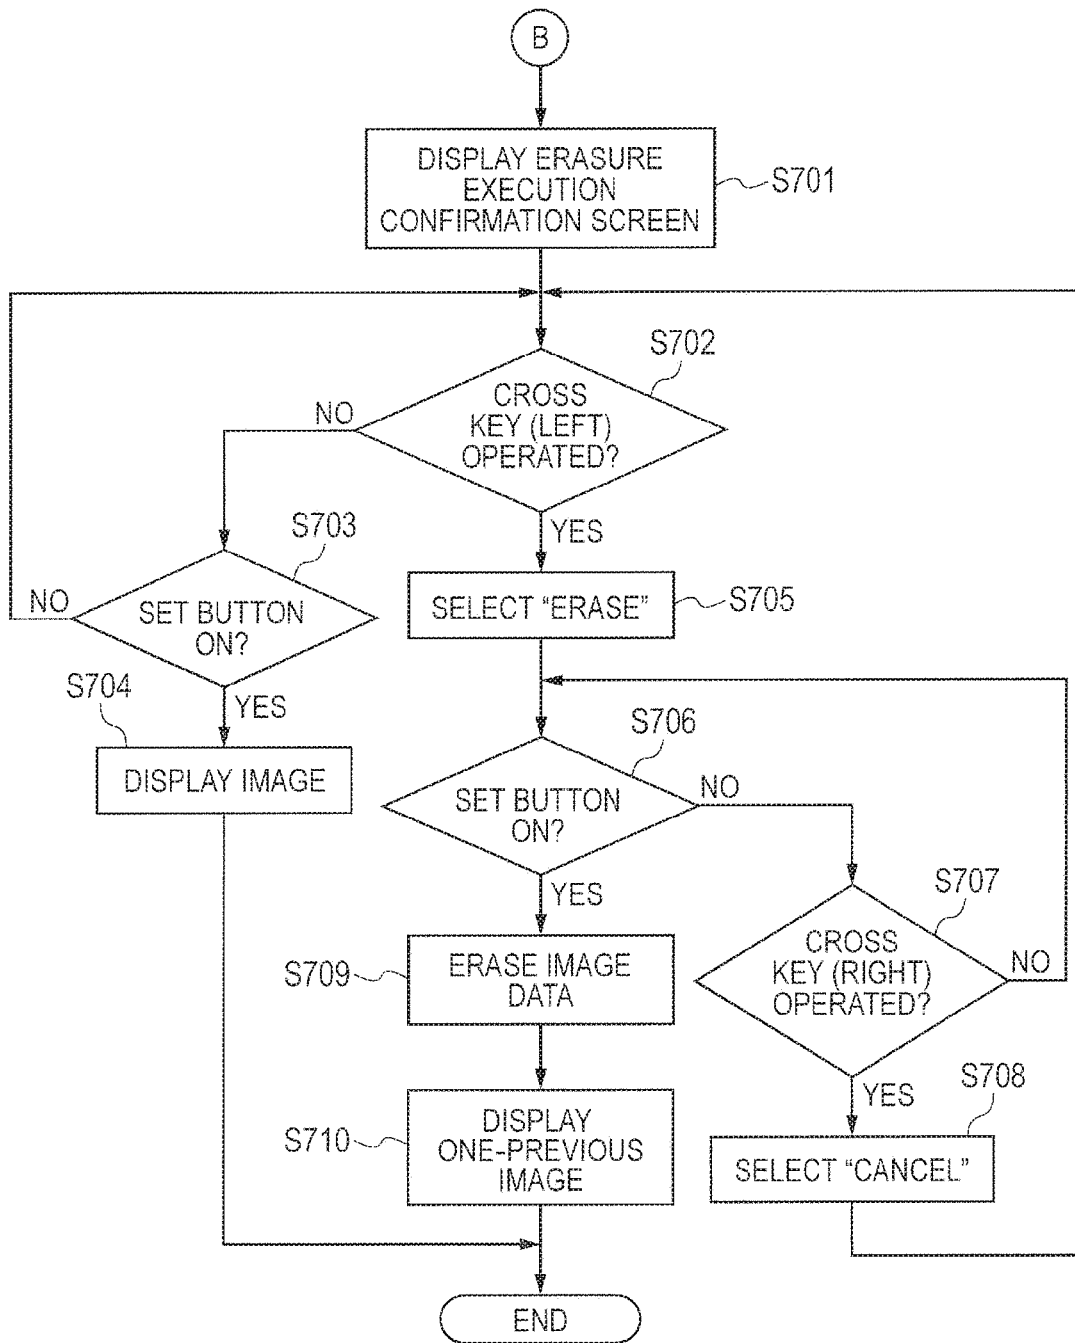 B
DISPLAY ERASURE
EXECUTION
CONFIRMATION SCREEN
S701
S702
CROSS
KEY (LEFT)
OPERATED?
NO
YES
S703
SET BUTTON
ON?
NO
YES
S704
DISPLAY IMAGE
SELECT “ERASE”
S705
S706
SET BUTTON
ON?
NO
YES
S707
CROSS
KEY (RIGHT)
OPERATED?
NO
YES
S708
SELECT “CANCEL”
S709
ERASE IMAGE
DATA
S710
DISPLAY
ONE-PREVIOUS
IMAGE
END